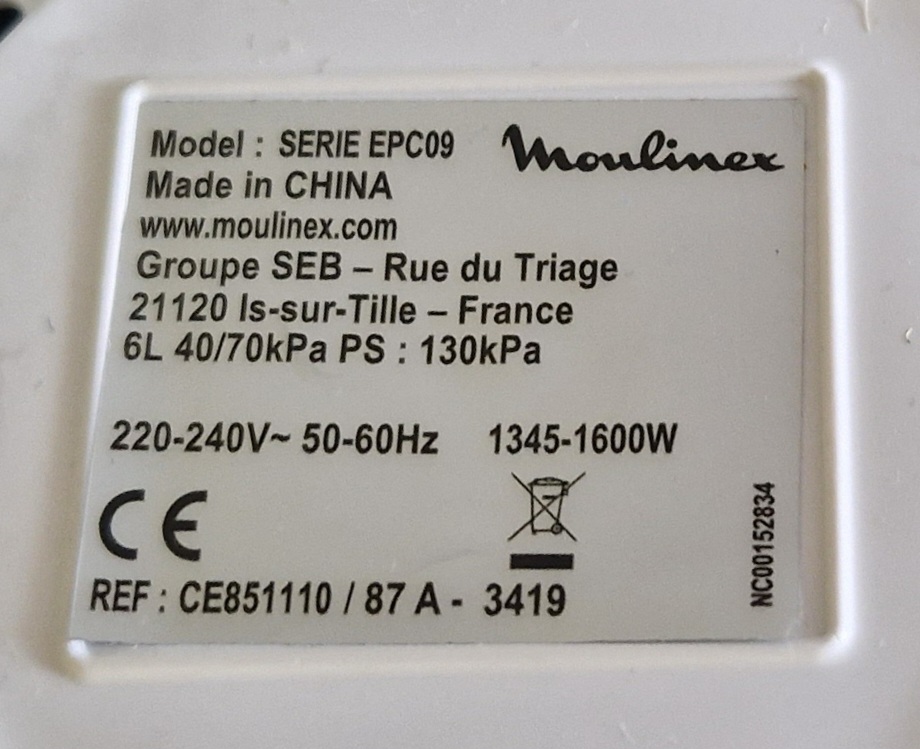 Model : SERIE EPC09 Moulinex
Made in CHINA
www.moulinex.com
Groupe SEB – Rue du Triage
21120 Is-sur-Tille – France
6L 40/70kPa PS : 130kPa
220-240V~ 50-60Hz 1345-1600W
CE
REF : CE851110 / 87 A - 3419
NC00152834